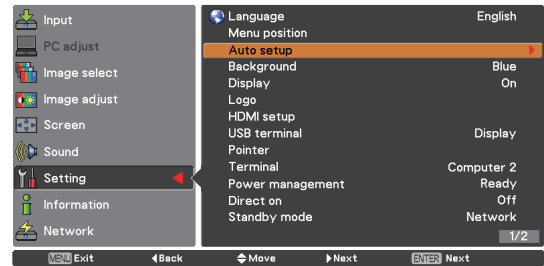 Input
PC adjust
Image select
Image adjust
Screen
Sound
Setting
Information
Network
Language English
Menu position
Auto setup
Background Blue
Display On
Logo
HDMI setup
USB terminal Display
Pointer
Terminal Computer 2
Power management Ready
Direct on Off
Standby mode Network
1/2
MENU Exit Back Move Next ENTER Next